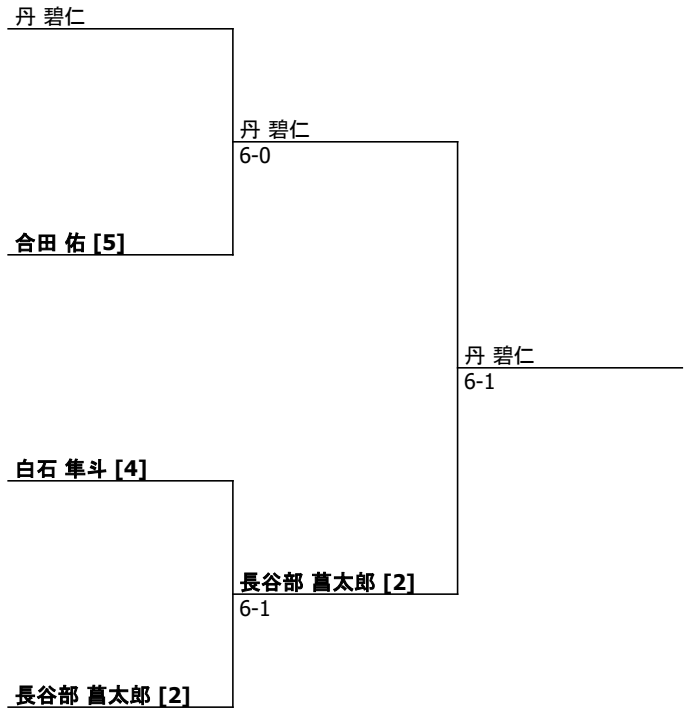 丹 碧仁
丹 碧仁
6-0
合田 佑 [5]
丹 碧仁
6-1
白石 隼斗 [4]
長谷部 菖太郎 [2]
6-1
長谷部 菖太郎 [2]